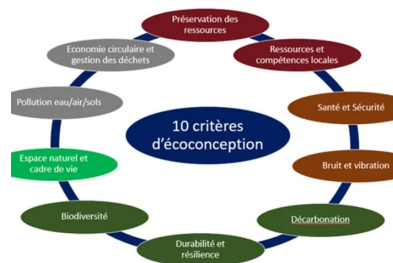 Préservation des
ressources
Economie circulaire et
gestion des déchets
Ressources et
compétences locales
Pollution eau/air/sols
Santé et Sécurité
10 critères
d'écoconception
Espace naturel et
cadre de vie
Bruit et vibration
Biodiversité
Décarbonation
Durabilité et
résilience